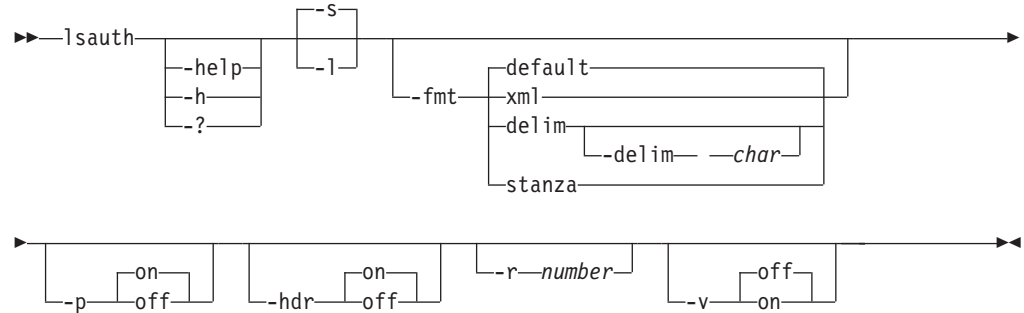 -s
lsauth
-help
-h
-?
-l
default
-fmt
xml
delim
-delim char
stanza
on
on
off
-p
off
-hdr
off
-r number
-v
on